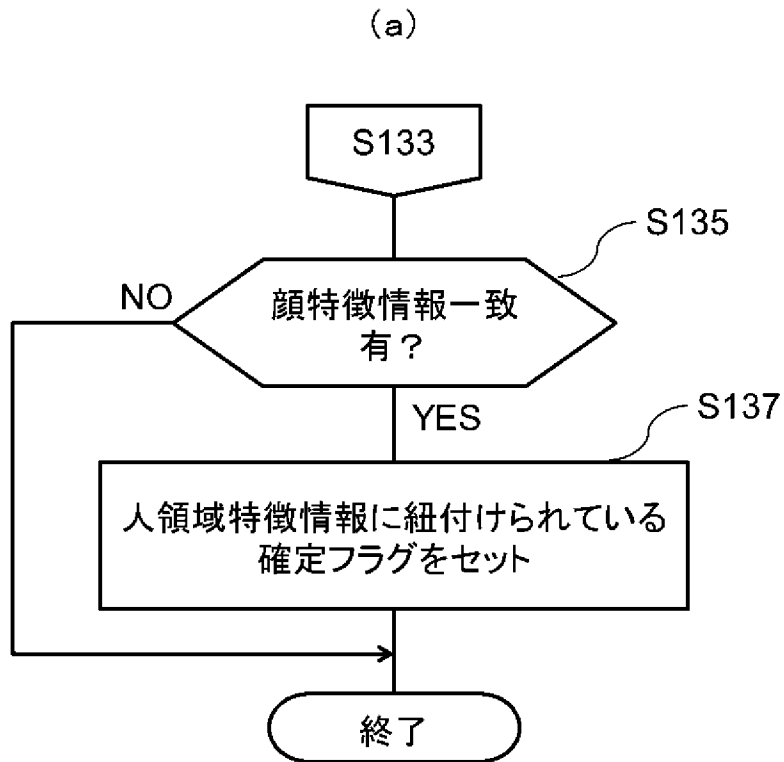 (a)
S133
S135
NO
顔特徴情報一致
有？
YES
S137
人領域特徴情報に紐付けられている
確定フラグをセット
終了